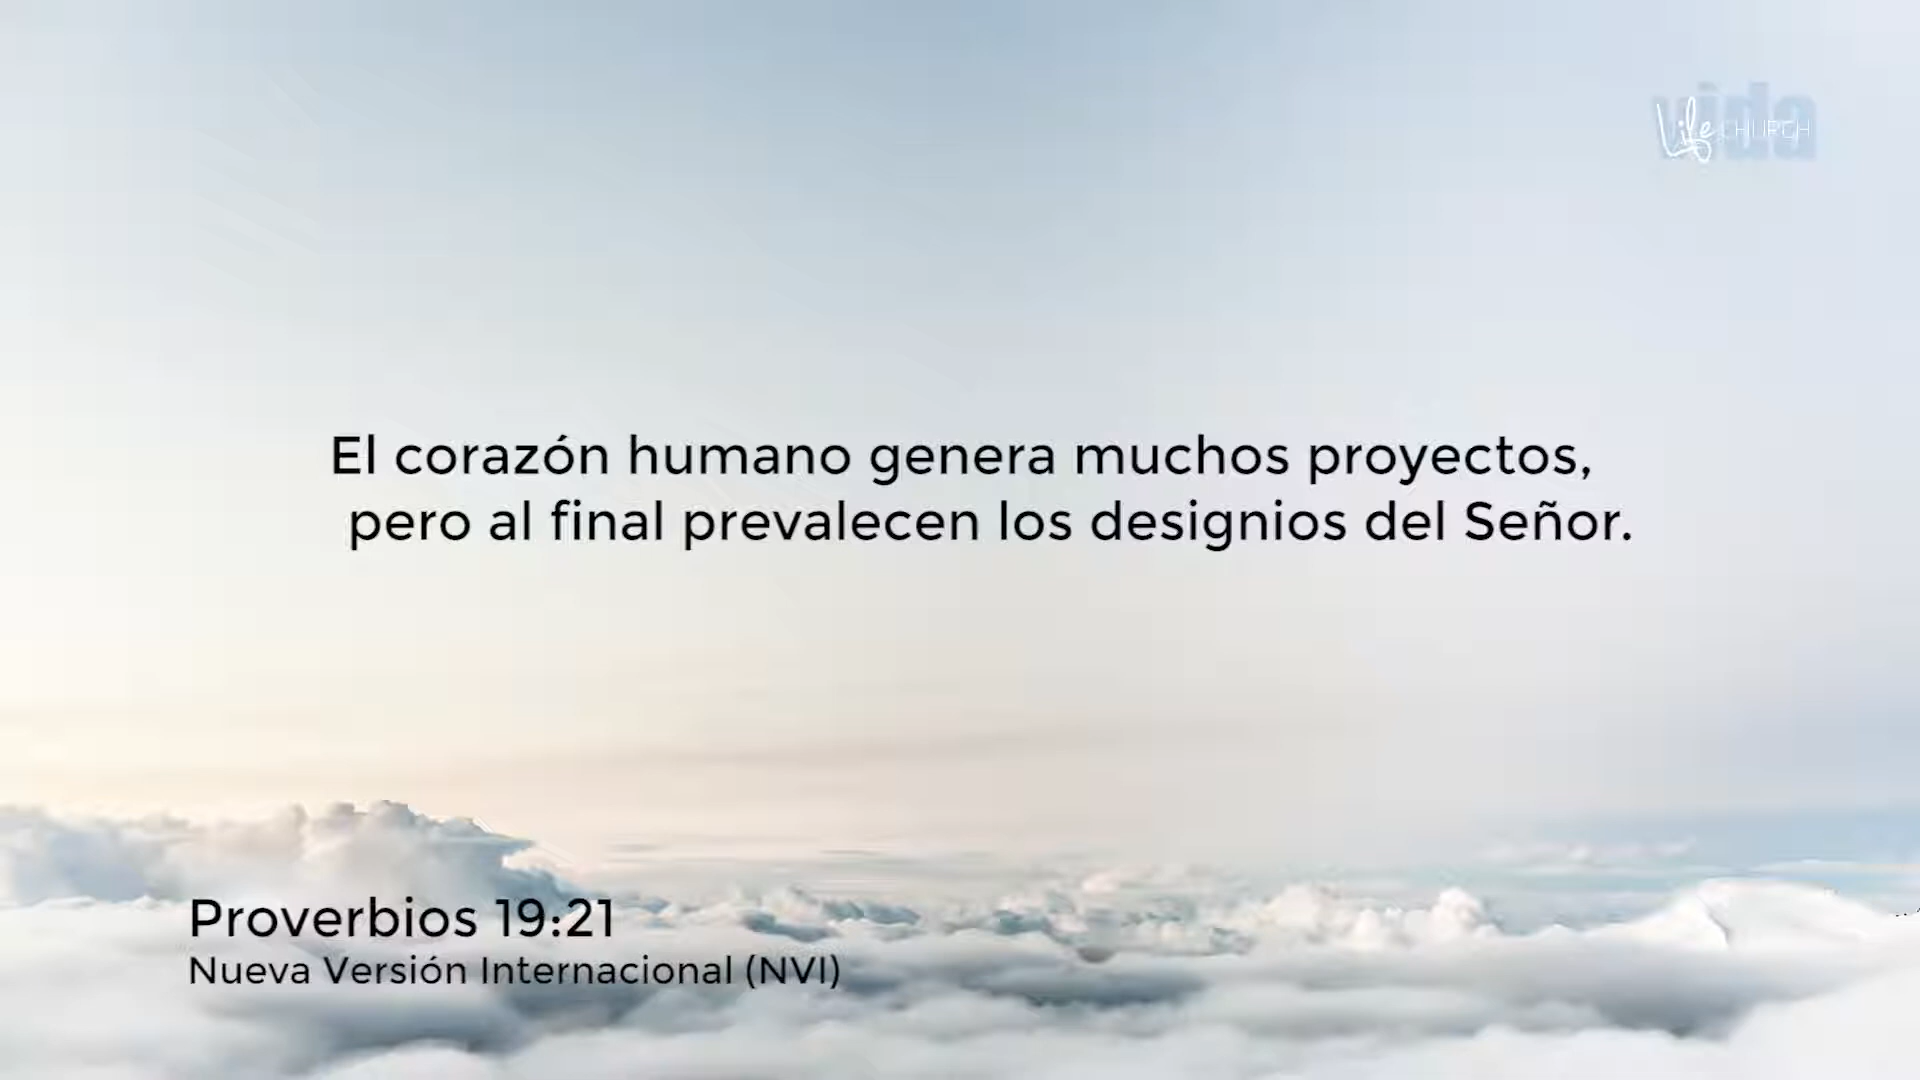 vida
Life CHURCH
El corazón humano genera muchos proyectos,
pero al final prevalecen los designios del Señor.
Proverbios 19:21
Nueva Versión Internacional (NVI)